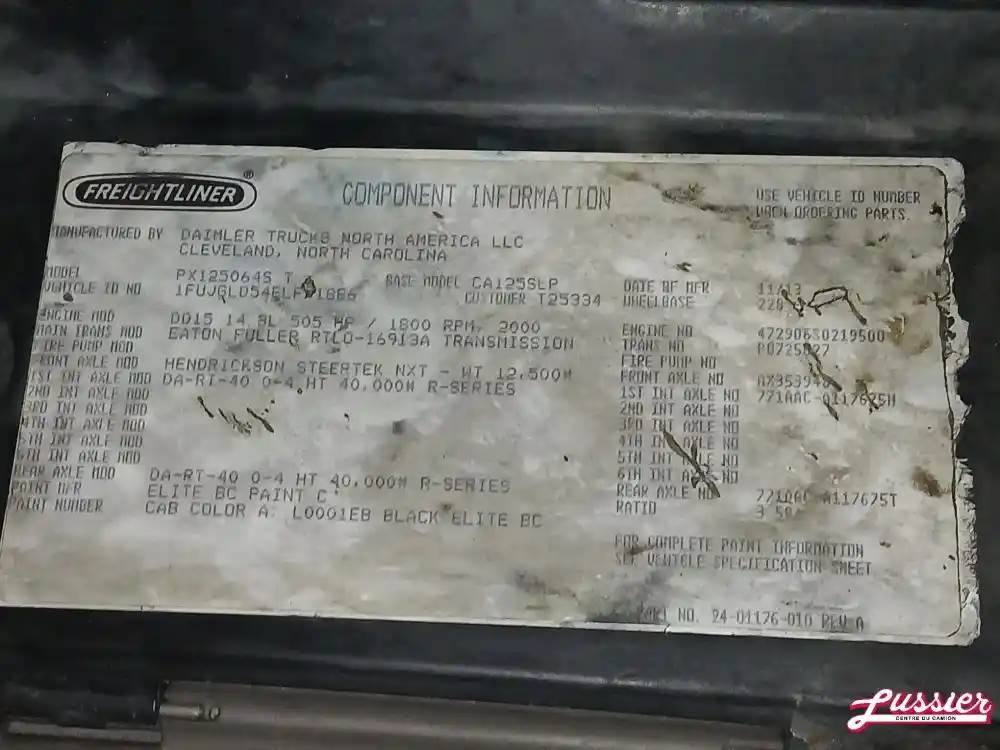 FREIGHTLINER ®
COMPONENT INFORMATION
USE VEHICLE ID NUMBER
WHEN ORDERING PARTS.
MANUFACTURED BY DAIMLER TRUCKS NORTH AMERICA LLC
CLEVELAND, NORTH CAROLINA
MODEL PX125064S T BASE MODEL CA125SLP DATE OF MFR 11/13
VEHICLE ID NO CUSTOMER T25334 WHEELBASE 228
ENGINE MOD DD15 14.8L 505 HP / 1800 RPM, 2000 ENGINE NO 472906S0219500
MAIN TRANS MOD EATON FULLER RTLO-16913A TRANSMISSION TRANS NO
FIRE PUMP MOD FIRE PUMP NO
FRONT AXLE MOD HENDRICKSON STEERTEK NXT - WT 12,500# FRONT AXLE NO
1ST INT AXLE MOD DA-RT-40 0-4 HT 40,000# R-SERIES 1ST INT AXLE NO 771AAC-A117675H
2ND INT AXLE MOD 2ND INT AXLE NO
3RD INT AXLE MOD 3RD INT AXLE NO
4TH INT AXLE MOD 4TH INT AXLE NO
5TH INT AXLE MOD 5TH INT AXLE NO
6TH INT AXLE MOD 6TH INT AXLE NO
REAR AXLE MOD DA-RT-40 0-4 HT 40,000# R-SERIES REAR AXLE NO 771AAC-A117675T
PAINT MFR ELITE BC PAINT RATIO
PAINT NUMBER CAB COLOR A: L0001EB BLACK ELITE BC
FOR COMPLETE PAINT INFORMATION
SEE VEHICLE SPECIFICATION SHEET
NO. 24-01176-010 REV A
Lussier
CENTRE DU CAMION